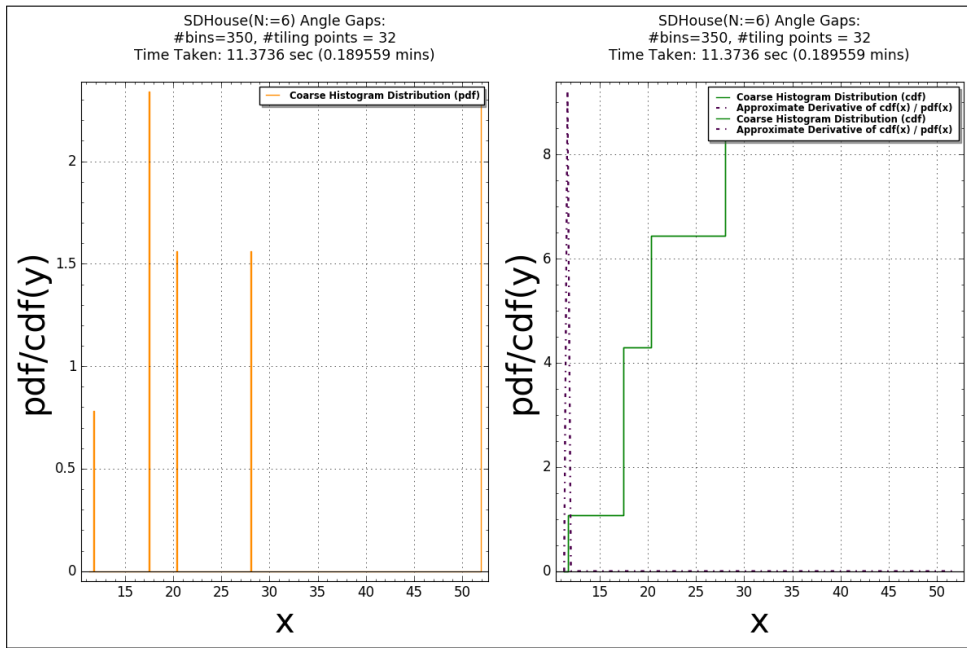 SDHouse(N:=6) Angle Gaps:
#bins=350, #tiling points = 32
Time Taken: 11.3736 sec (0.189559 mins)
Coarse Histogram Distribution (pdf)
pdf/cdf(y)
2
1.5
1
0.5
0
15 20 25 30 35 40 45 50
x
SDHouse(N:=6) Angle Gaps:
#bins=350, #tiling points = 32
Time Taken: 11.3736 sec (0.189559 mins)
Coarse Histogram Distribution (cdf)
Approximate Derivative of cdf(x) / pdf(x)
Coarse Histogram Distribution (cdf)
Approximate Derivative of cdf(x) / pdf(x)
pdf/cdf(y)
8
6
4
2
0
15 20 25 30 35 40 45 50
x